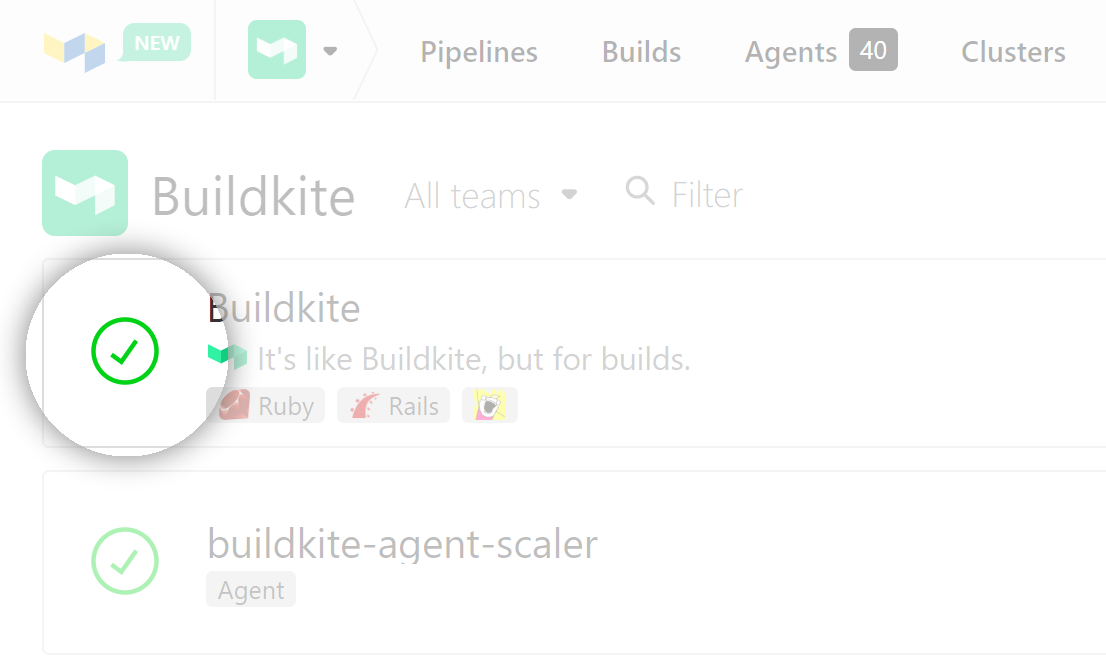 NEW
Pipelines Builds Agents 40 Clusters
Buildkite All teams Filter
Buildkite
It's like Buildkite, but for builds.
Ruby Rails
buildkite-agent-scaler
Agent